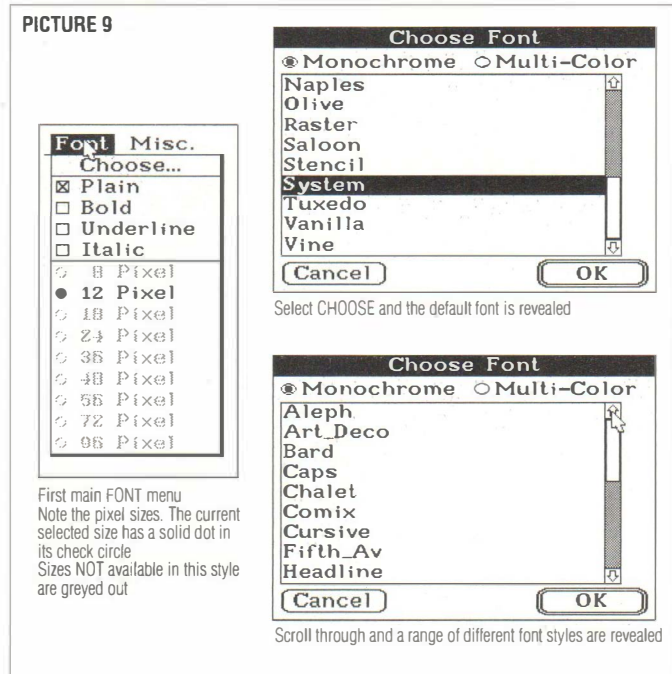 PICTURE 9
Font Misc.
Choose...
Plain
Bold
Underline
Italic
8 Pixel
12 Pixel
18 Pixel
24 Pixel
36 Pixel
48 Pixel
56 Pixel
72 Pixel
96 Pixel
First main FONT menu
Note the pixel sizes. The current
selected size has a solid dot in
its check circle
Sizes NOT available in this style
are greyed out
Choose Font
Monochrome Multi-Color
Naples
Olive
Raster
Saloon
Stencil
System
Tuxedo
Vanilla
Vine
Cancel OK
Select CHOOSE and the default font is revealed
Choose Font
Monochrome Multi-Color
Aleph
Art_Deco
Bard
Caps
Chalet
Comix
Cursive
Fifth_Av
Headline
Cancel OK
Scroll through and a range of different font styles are revealed